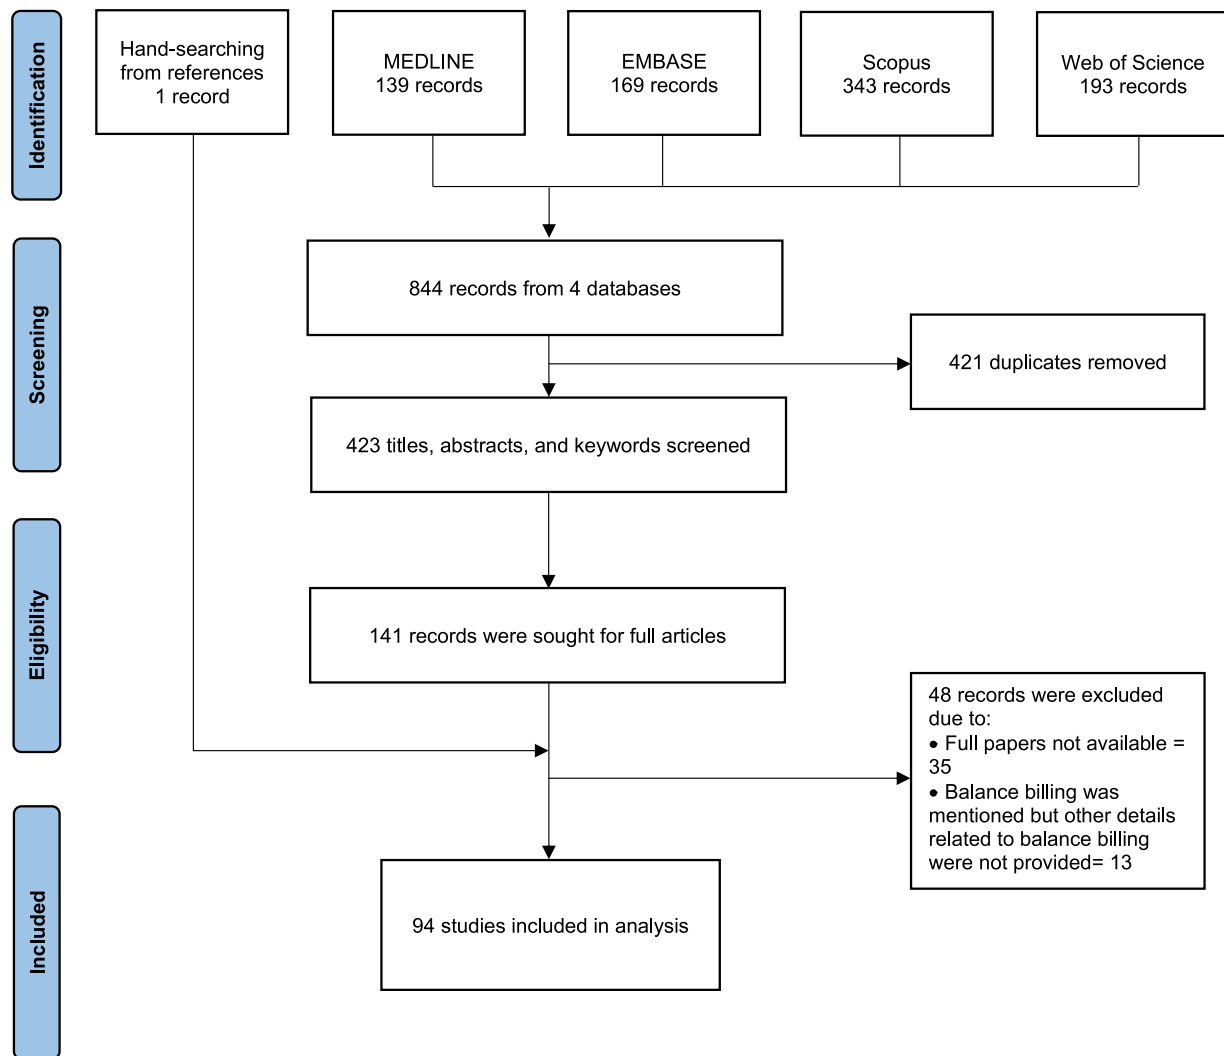 Identification
Hand-searching
from references
1 record
MEDLINE
139 records
EMBASE
169 records
Scopus
343 records
Web of Science
193 records
Screening
844 records from 4 databases
421 duplicates removed
423 titles, abstracts, and keywords screened
Eligibility
141 records were sought for full articles
48 records were excluded
due to:
• Full papers not available =
35
• Balance billing was
mentioned but other details
related to balance billing
were not provided= 13
Included
94 studies included in analysis